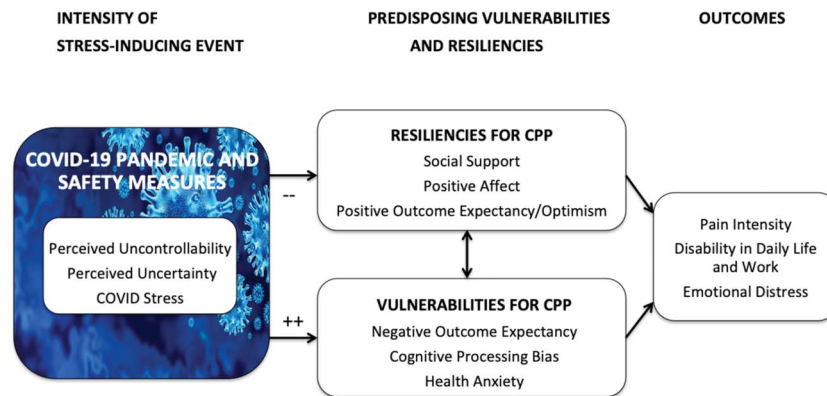 INTENSITY OF
STRESS-INDUCING EVENT
PREDISPOSING VULNERABILITIES
AND RESILIENCIES
OUTCOMES
COVID-19 PANDEMIC AND
SAFETY MEASURES
Perceived Uncontrollability
Perceived Uncertainty
COVID Stress
--
++
RESILIENCIES FOR CPP
Social Support
Positive Affect
Positive Outcome Expectancy/Optimism
VULNERABILITIES FOR CPP
Negative Outcome Expectancy
Cognitive Processing Bias
Health Anxiety
Pain Intensity
Disability in Daily Life
and Work
Emotional Distress